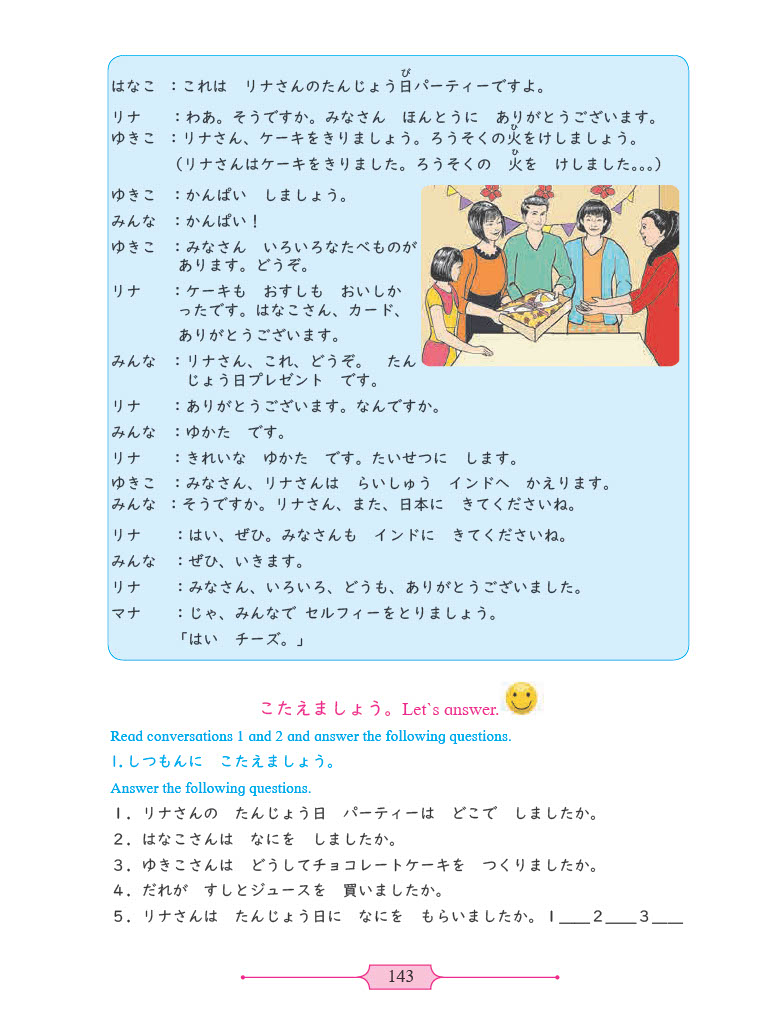 はなこ ：これは　リナさんのたんじょう日パーティーですよ。
び
リナ ：わあ。そうですか。みなさん　ほんとうに　ありがとうございます。
ゆきこ ：リナさん、ケーキをきりましょう。ろうそくの火をけしましょう。
ひ
（リナさんはケーキをきりました。ろうそくの　火を　けしました。。。）
ひ
ゆきこ ：かんぱい　しましょう。
みんな ：かんぱい！
ゆきこ ：みなさん　いろいろなたべものが
あります。どうぞ。
リナ ：ケーキも　おすしも　おいしか
ったです。はなこさん、カード、
ありがとうございます。
みんな ：リナさん、これ、どうぞ。　たん
じょう日プレゼント　です。
リナ ：ありがとうございます。なんですか。
みんな ：ゆかた　です。
リナ ：きれいな　ゆかた　です。たいせつに　します。
ゆきこ ：みなさん、リナさんは　らいしゅう　インドへ　かえります。
みんな ：そうですか。リナさん、また、日本に　きてくださいね。
リナ ：はい、ぜひ。みなさんも　インドに　きてくださいね。
みんな ：ぜひ、いきます。
リナ ：みなさん、いろいろ、どうも、ありがとうございました。
マナ ：じゃ、みんなで セルフィーをとりましょう。
「はい　チーズ。」
こたえましょう。Let`s answer.
Read conversations 1 and 2 and answer the following questions.
1. しつもんに　こたえましょう。
Answer the following questions.
１．リナさんの　たんじょう日　パーティーは　どこで　しましたか。
２．はなこさんは　なにを　しましたか。
３．ゆきこさんは　どうしてチョコレートケーキを　つくりましたか。
４．だれが　すしとジュースを　買いましたか。
５．リナさんは　たんじょう日に　なにを　もらいましたか。１____２____３____
143